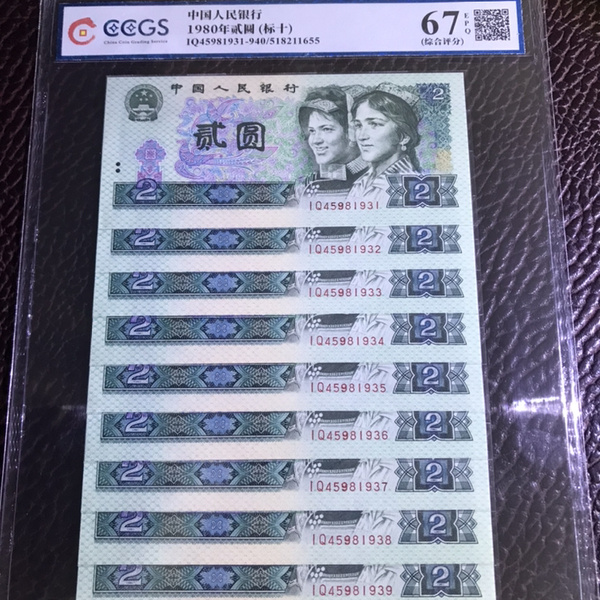 CCGS
China Coin Grading Service
中国人民银行
1980年贰圆(标十)
IQ45981931-940/518211655
67 EPQ
(综合评分)
中国人民银行
2
贰圆
2 IQ45981931 2
2 IQ45981932 2
2 IQ45981933 2
2 IQ45981934 2
2 IQ45981935 2
2 IQ45981936 2
2 IQ45981937 2
2 IQ45981938 2
2 IQ45981939 2